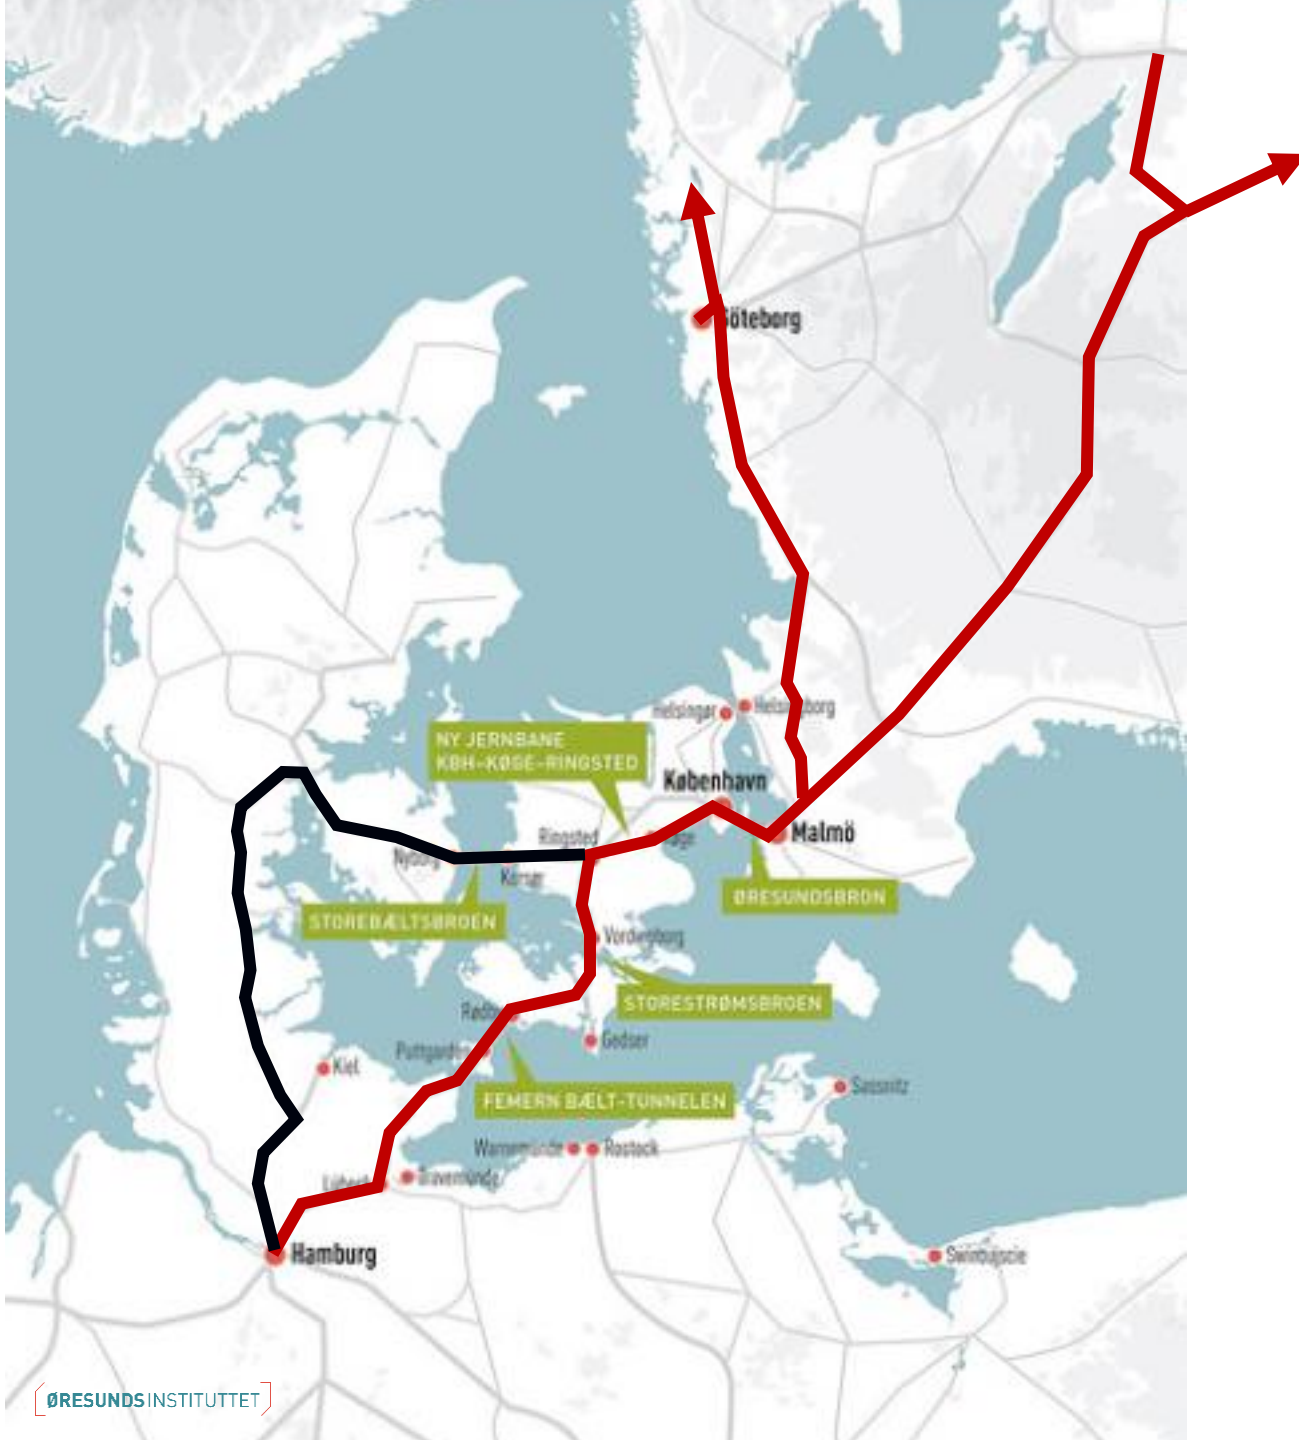 Göteborg
Helsingør
Helsingborg
NY JERNBANE
KBH-KØGE-RINGSTED
København
Malmö
Ringsted
Køge
Nyborg
Korsør
ØRESUNDSBRON
STOREBÆLTSBROEN
Vordingborg
STORESTRØMSBROEN
Rødby
Gedser
Puttgarden
Kiel
Sassnitz
FEMERN BÆLT-TUNNELEN
Warnemünde
Rostock
Lübeck
Travemünde
Hamburg
Swinoujscie
ØRESUNDSINSTITUTTET